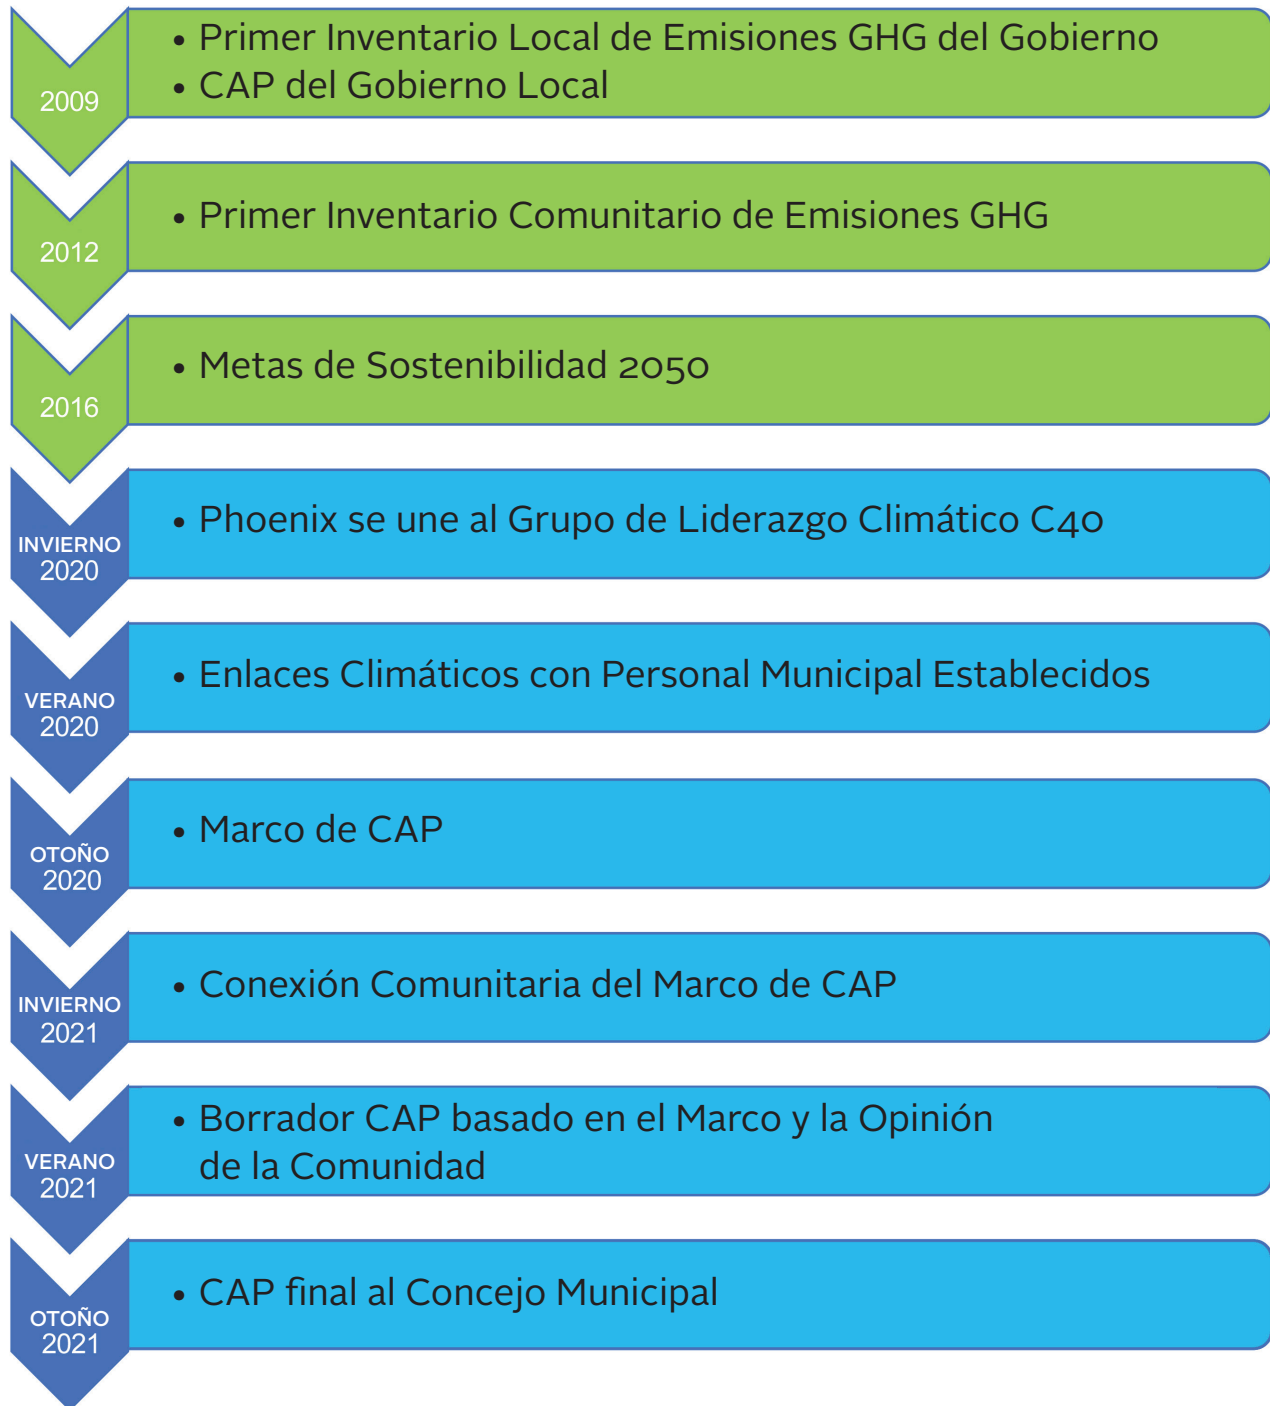 2009
• Primer Inventario Local de Emisiones GHG del Gobierno
• CAP del Gobierno Local
2012
• Primer Inventario Comunitario de Emisiones GHG
2016
• Metas de Sostenibilidad 2050
INVIERNO
2020
• Phoenix se une al Grupo de Liderazgo Climático C40
VERANO
2020
• Enlaces Climáticos con Personal Municipal Establecidos
OTOÑO
2020
• Marco de CAP
INVIERNO
2021
• Conexión Comunitaria del Marco de CAP
VERANO
2021
• Borrador CAP basado en el Marco y la Opinión
de la Comunidad
OTOÑO
2021
• CAP final al Concejo Municipal